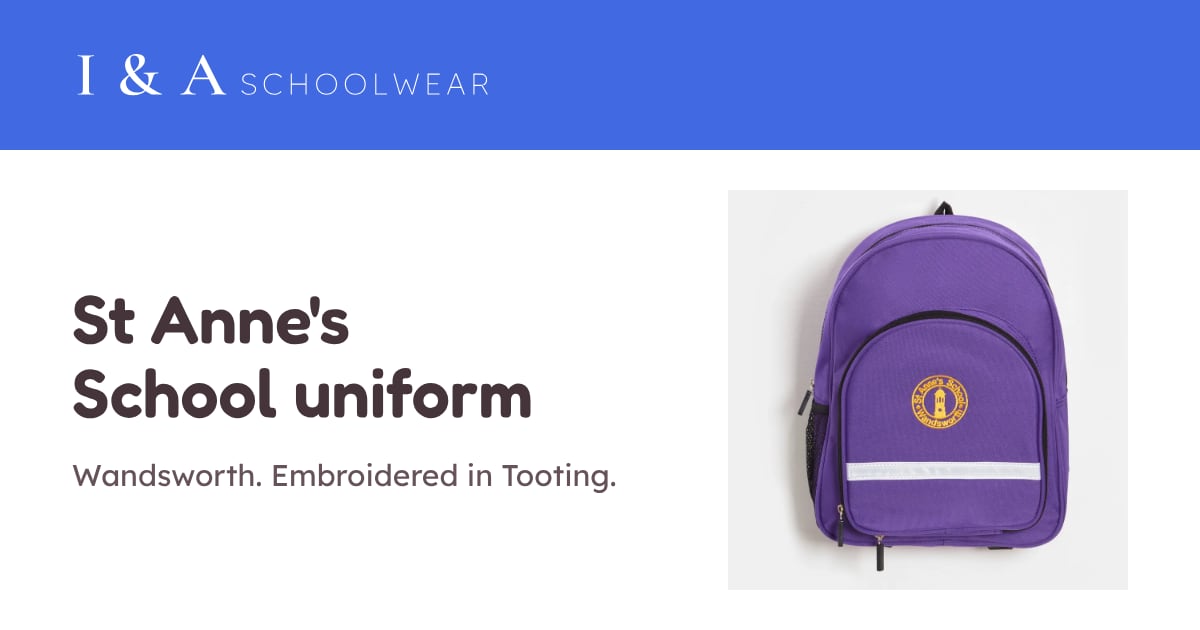 I & A SCHOOLWEAR
St Anne's
School uniform
Wandsworth. Embroidered in Tooting.
St Anne's School
Wandsworth